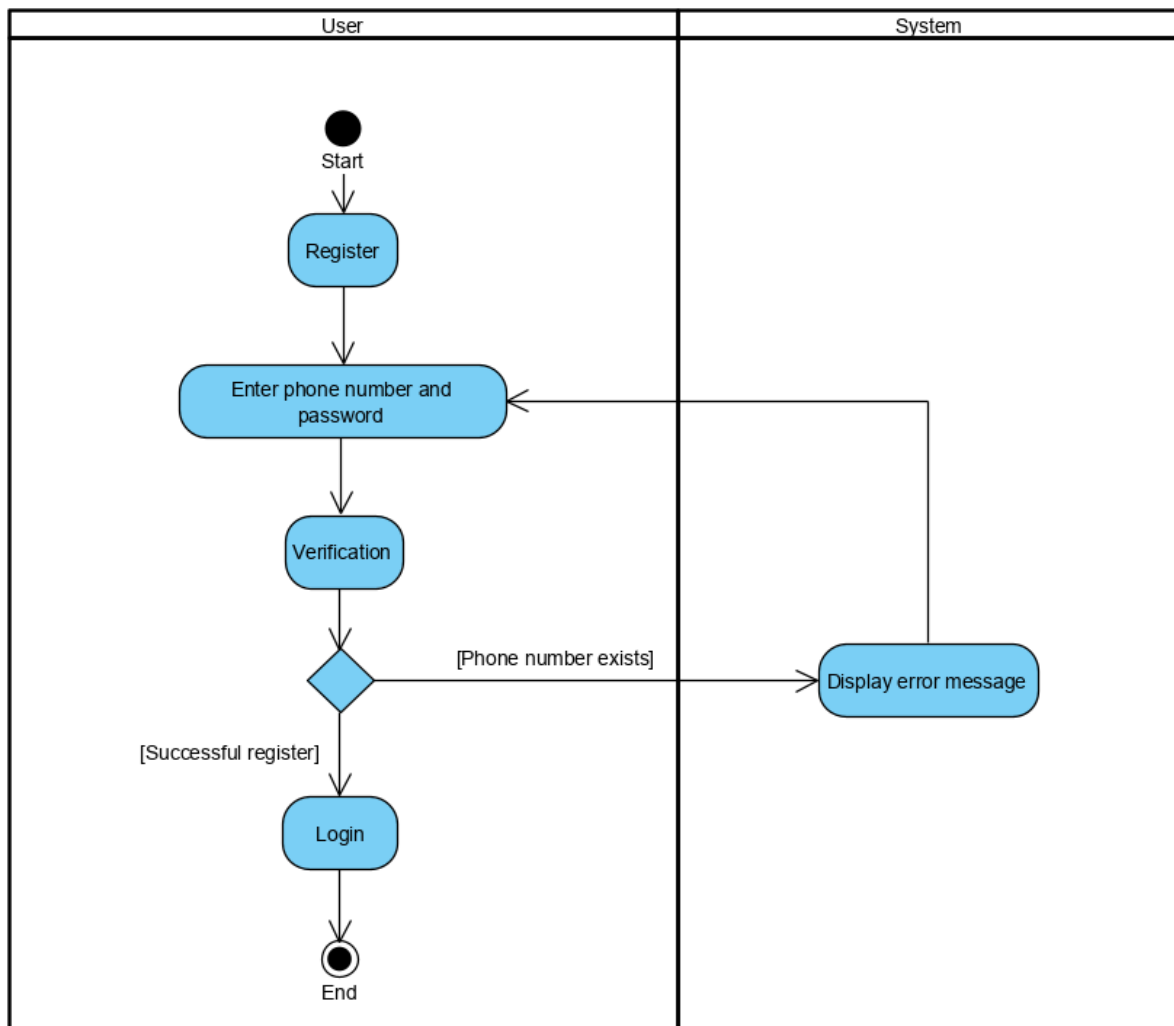 User
System
Start
Register
Enter phone number and
password
Verification
[Phone number exists]
Display error message
[Successful register]
Login
End